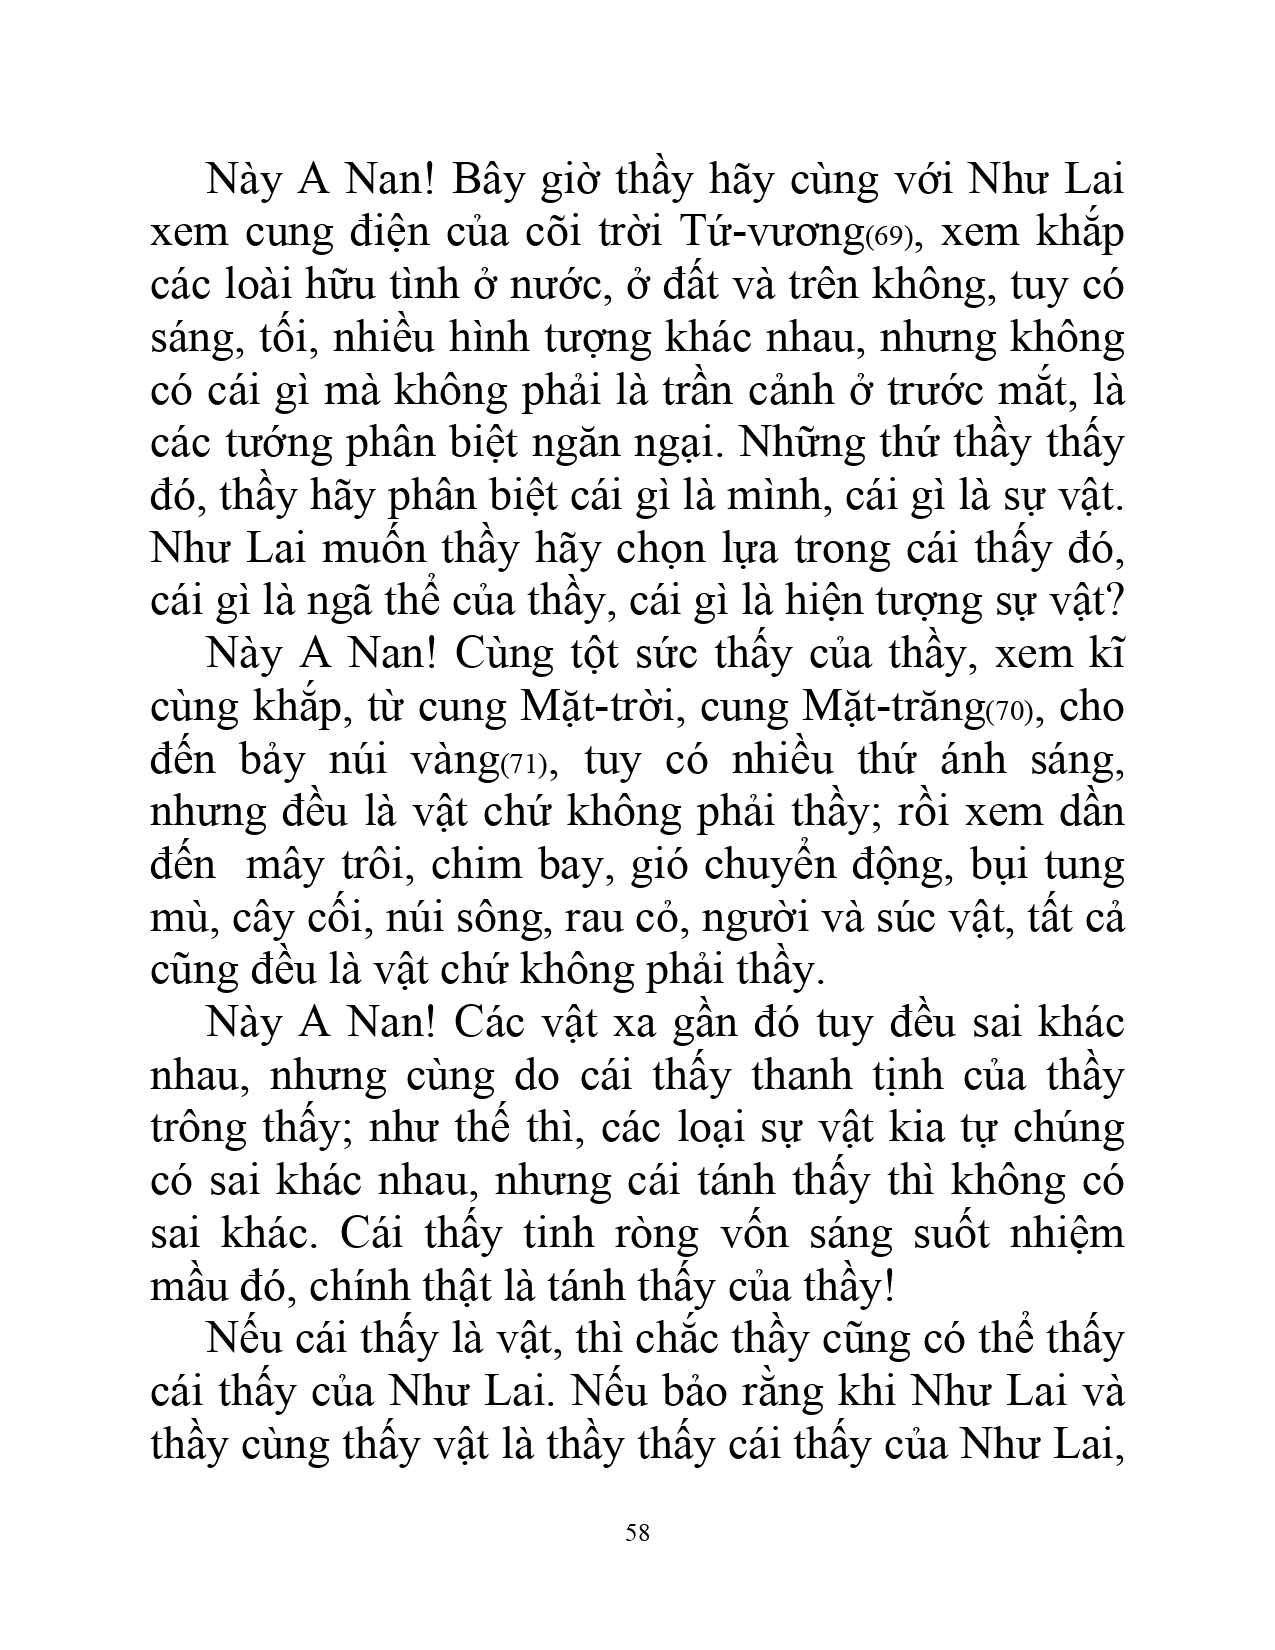 Này A Nan! Bây giờ thầy hãy cùng với Như Lai
xem cung điện của cõi trời Tứ-vương(69), xem khắp
các loài hữu tình ở nước, ở đất và trên không, tuy có
sáng, tối, nhiều hình tượng khác nhau, nhưng không
có cái gì mà không phải là trần cảnh ở trước mắt, là
các tướng phân biệt ngăn ngại. Những thứ thầy thấy
đó, thầy hãy phân biệt cái gì là mình, cái gì là sự vật.
Như Lai muốn thầy hãy chọn lựa trong cái thấy đó,
cái gì là ngã thể của thầy, cái gì là hiện tượng sự vật?
Này A Nan! Cùng tột sức thấy của thầy, xem kĩ
cùng khắp, từ cung Mặt-trời, cung Mặt-trăng(70), cho
đến bảy núi vàng(71), tuy có nhiều thứ ánh sáng,
nhưng đều là vật chứ không phải thầy; rồi xem dần
đến  mây trôi, chim bay, gió chuyển động, bụi tung
mù, cây cối, núi sông, rau cỏ, người và súc vật, tất cả
cũng đều là vật chứ không phải thầy.
Này A Nan! Các vật xa gần đó tuy đều sai khác
nhau, nhưng cùng do cái thấy thanh tịnh của thầy
trông thấy; như thế thì, các loại sự vật kia tự chúng
có sai khác nhau, nhưng cái tánh thấy thì không có
sai khác. Cái thấy tinh ròng vốn sáng suốt nhiệm
mầu đó, chính thật là tánh thấy của thầy!
Nếu cái thấy là vật, thì chắc thầy cũng có thể thấy
cái thấy của Như Lai. Nếu bảo rằng khi Như Lai và
thầy cùng thấy vật là thầy thấy cái thấy của Như Lai,
58